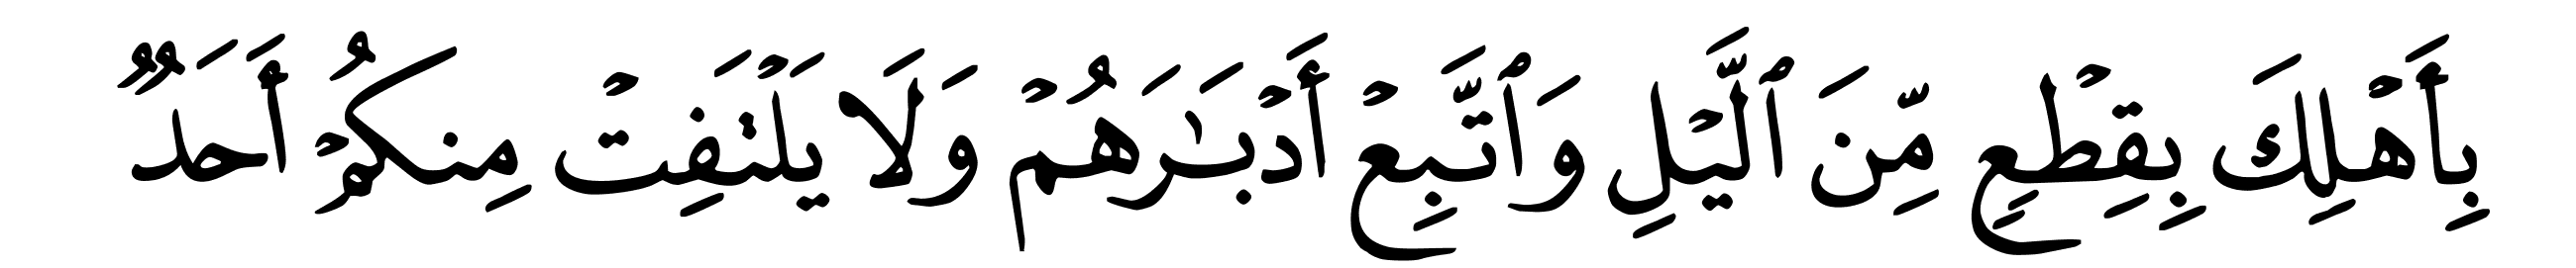 بِأَهْلِكَ بِقِطْعٍ مِّنَ ٱلَّيْلِ وَٱتَّبِعْ أَدْبَـٰرَهُمْ وَلَا يَلْتَفِتْ مِنكُمْ أَحَدٌ